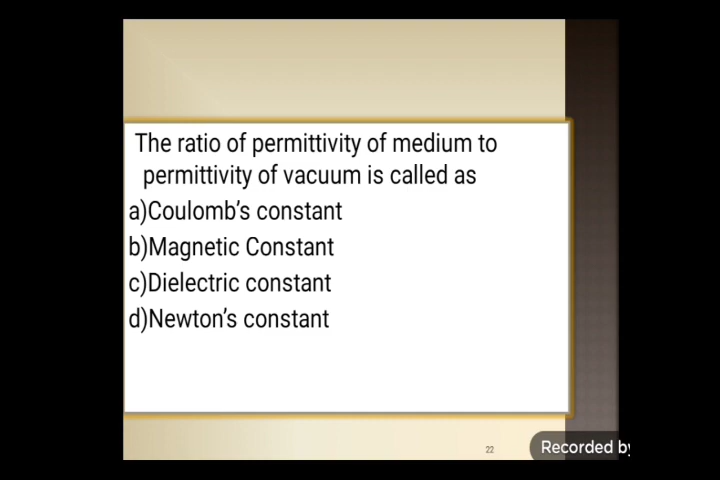 The ratio of permittivity of medium to
permittivity of vacuum is called as
a)Coulomb’s constant
b)Magnetic Constant
c)Dielectric constant
d)Newton’s constant
22
Recorded by